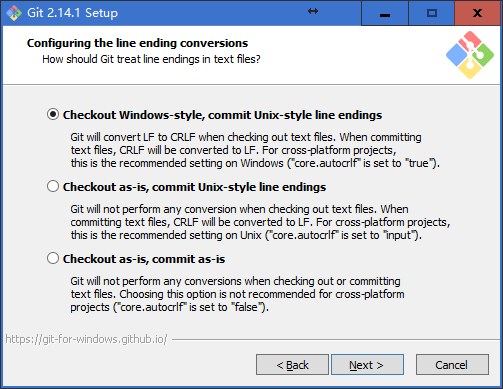 Git 2.14.1 Setup
Configuring the line ending conversions
How should Git treat line endings in text files?
Checkout Windows-style, commit Unix-style line endings
Git will convert LF to CRLF when checking out text files. When committing
text files, CRLF will be converted to LF. For cross-platform projects,
this is the recommended setting on Windows ("core.autocrlf" is set to "true").
Checkout as-is, commit Unix-style line endings
Git will not perform any conversion when checking out text files. When
committing text files, CRLF will be converted to LF. For cross-platform projects,
this is the recommended setting on Unix ("core.autocrlf" is set to "input").
Checkout as-is, commit as-is
Git will not perform any conversions when checking out or committing
text files. Choosing this option is not recommended for cross-platform
projects ("core.autocrlf" is set to "false").
https://git-for-windows.github.io/
< Back Next > Cancel